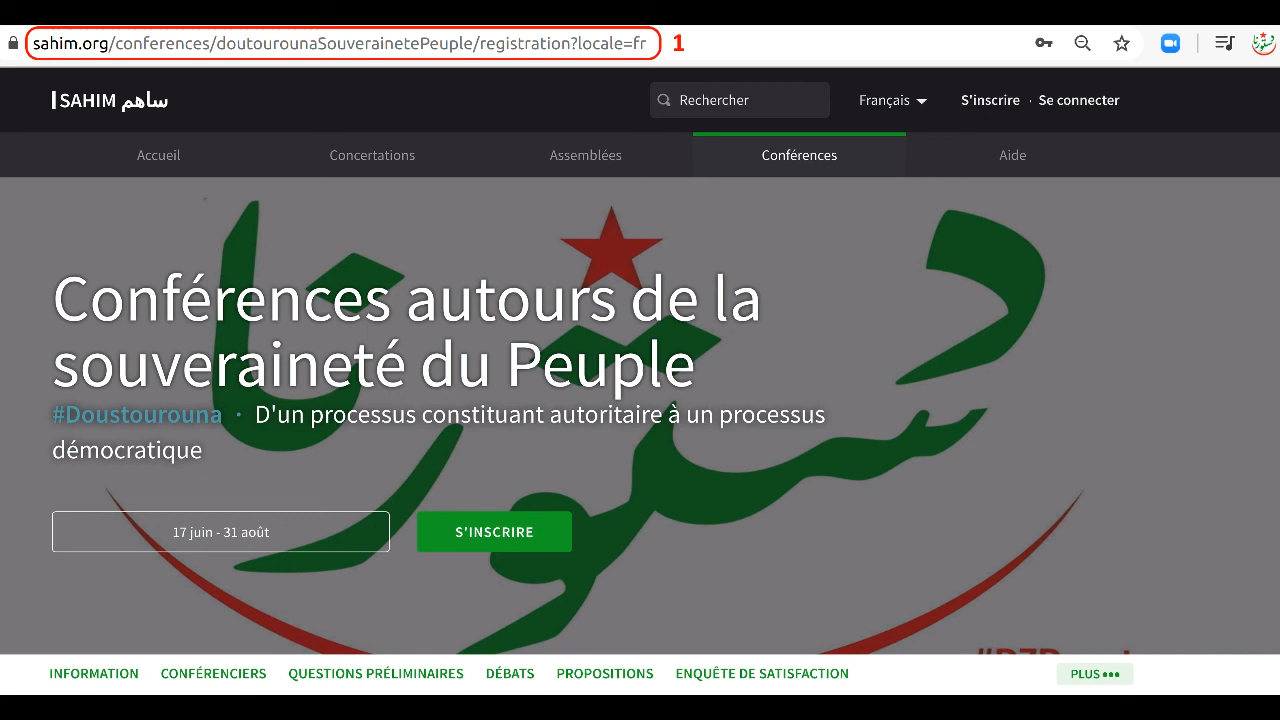 sahim.org/conferences/doutourounaSouverainetePeuple/registration?locale=fr 1
SAHIM ساهم
Rechercher
Français
S'inscrire · Se connecter
Accueil
Concertations
Assemblées
Conférences
Aide
دستورنا
Conférences autours de la
souveraineté du Peuple
#Doustourouna · D'un processus constituant autoritaire à un processus
démocratique
17 juin - 31 août
S'INSCRIRE
INFORMATION
CONFÉRENCIERS
QUESTIONS PRÉLIMINAIRES
DÉBATS
PROPOSITIONS
ENQUÊTE DE SATISFACTION
PLUS •••